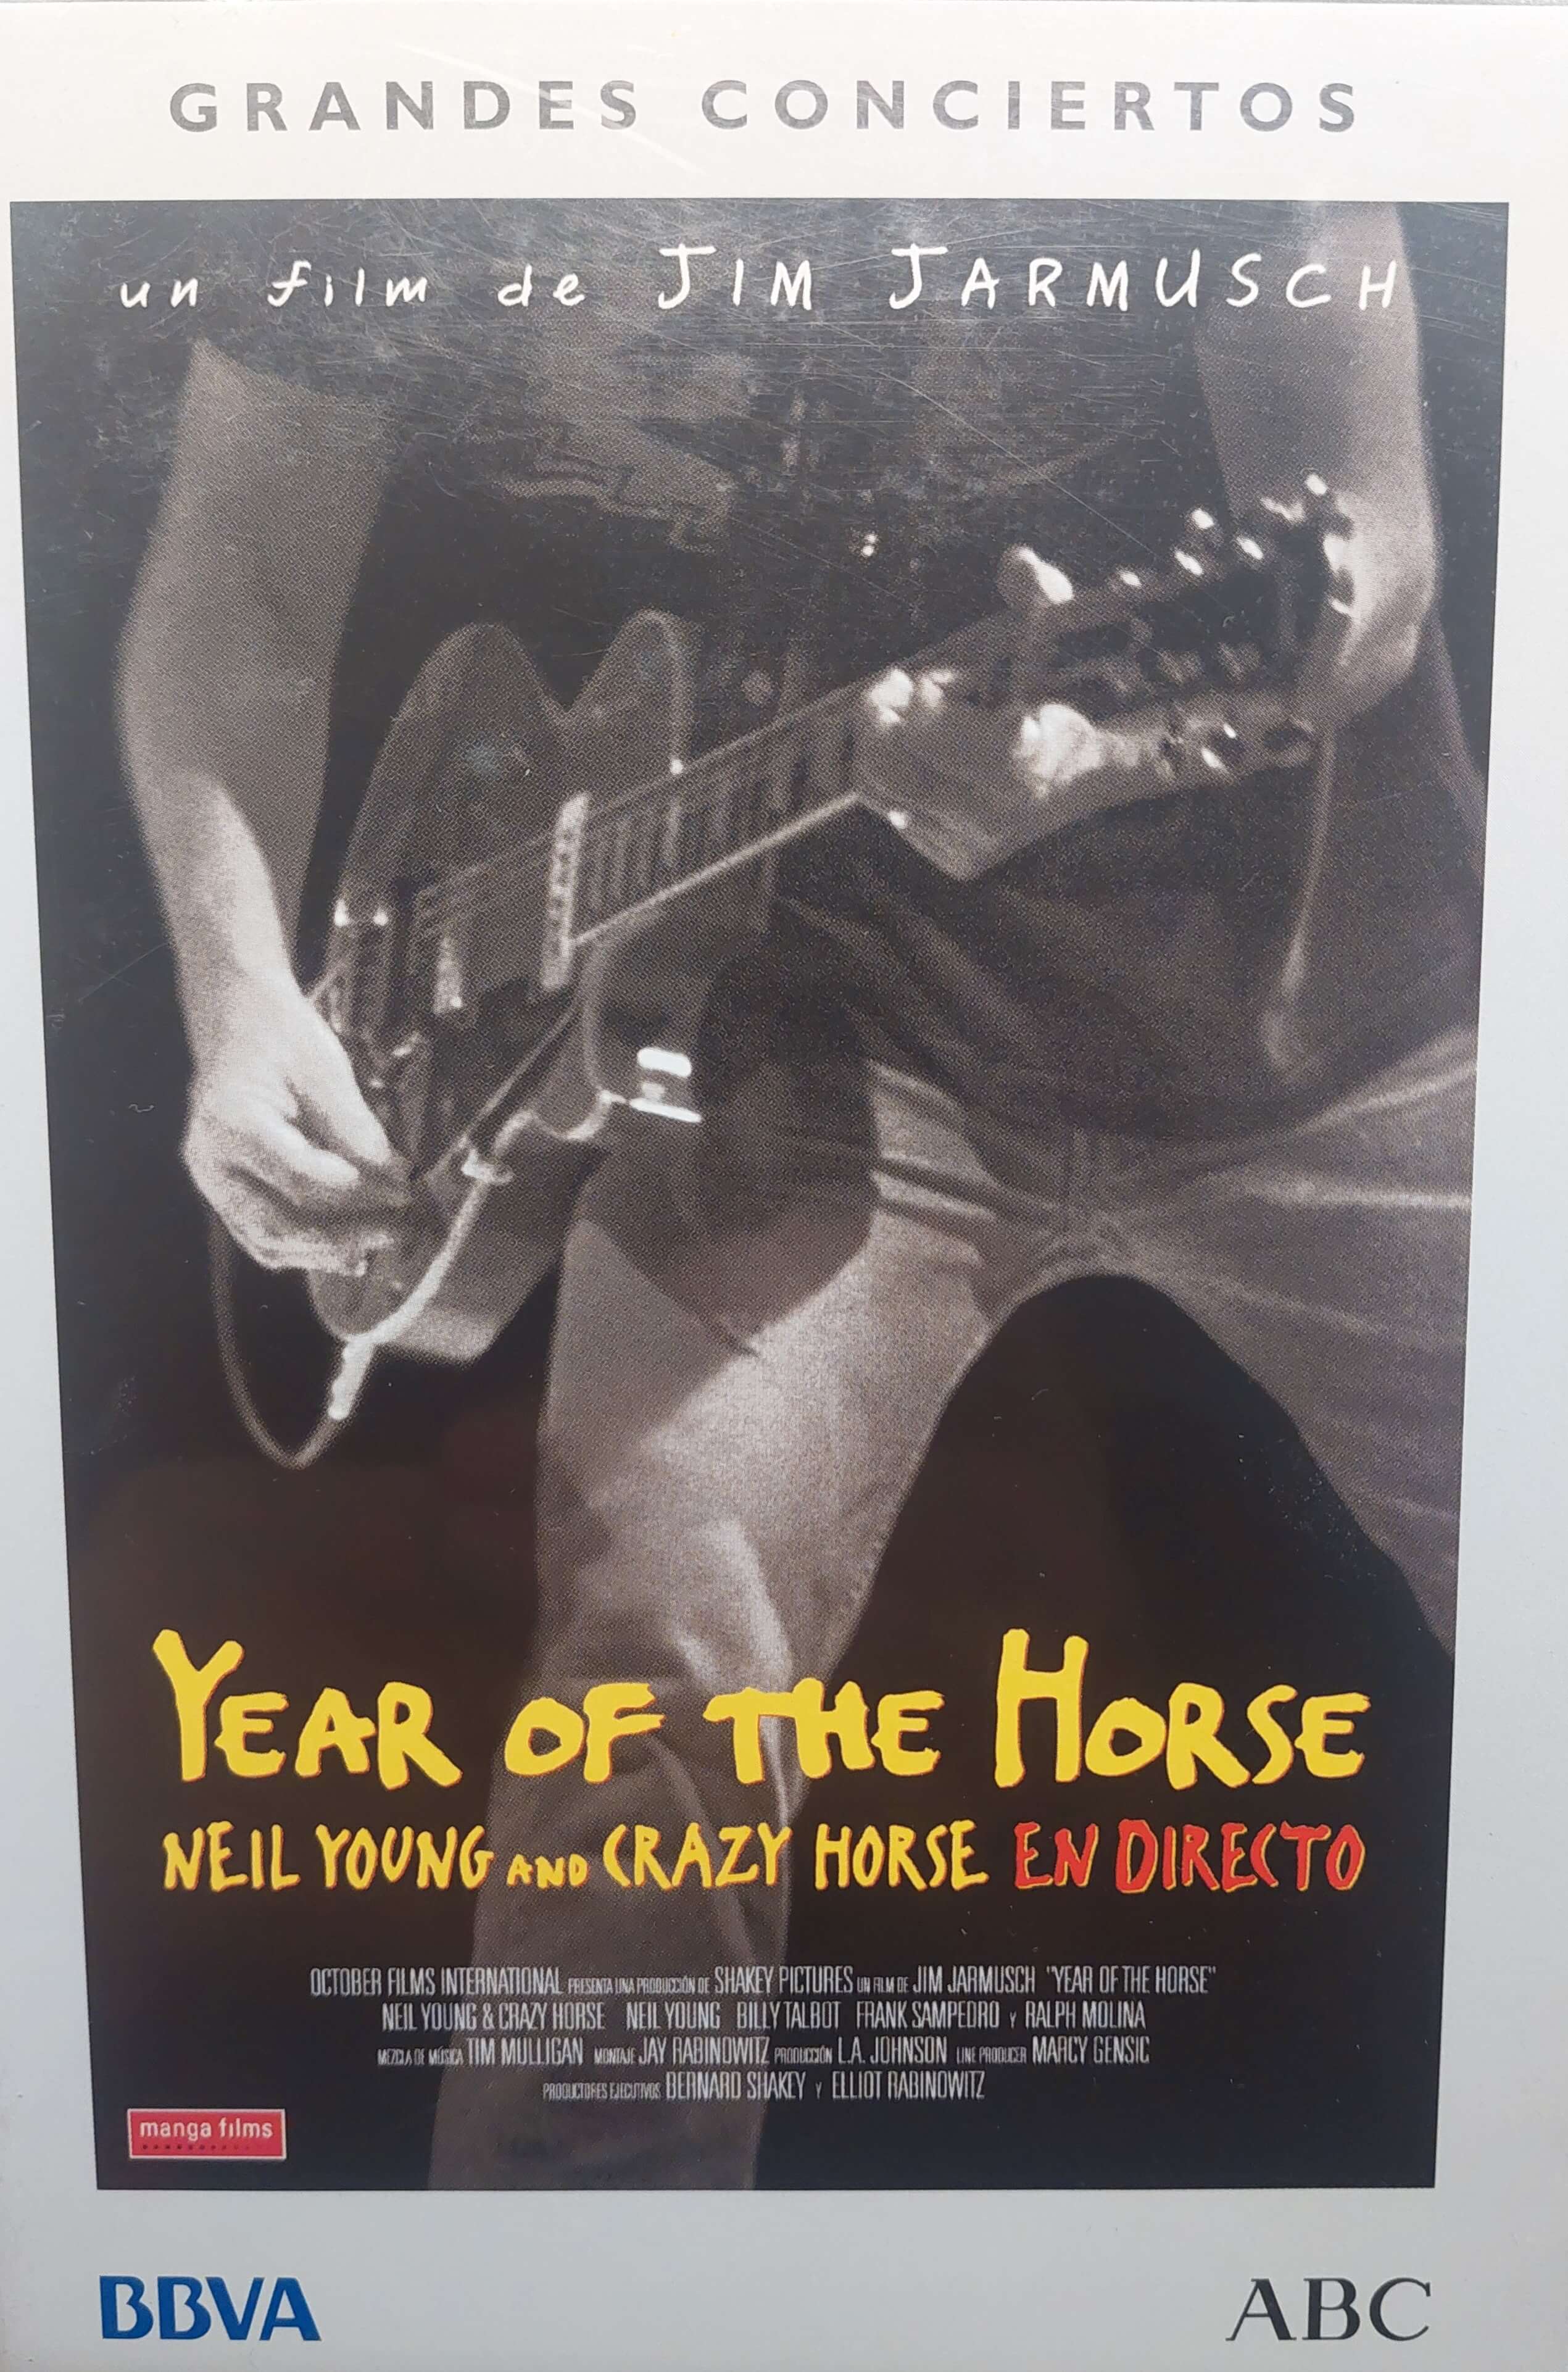 GRANDES CONCIERTOS
un film de JIM JARMUSCH
YEAR OF THE HORSE
NEIL YOUNG AND CRAZY HORSE EN DIRECTO
OCTOBER FILMS INTERNATIONAL PRESENTA UNA PRODUCCIÓN DE SHAKEY PICTURES UN FILM DE JIM JARMUSCH "YEAR OF THE HORSE"
NEIL YOUNG & CRAZY HORSE NEIL YOUNG BILLY TALBOT FRANK SAMPEDRO Y RALPH MOLINA
MEZCLA DE MÚSICA TIM MULLIGAN MONTAJE JAY RABINOWITZ PRODUCCIÓN L.A. JOHNSON LINE PRODUCER MARCY GENSIC
PRODUCTORES EJECUTIVOS BERNARD SHAKEY Y ELLIOT RABINOWITZ
manga films
BBVA ABC